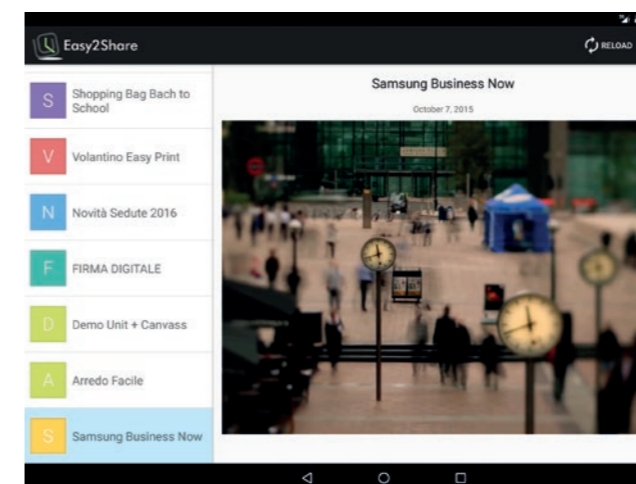 Easy2Share
RELOAD
S
Shopping Bag Bach to
School
V
Volantino Easy Print
N
Novità Sedute 2016
F
FIRMA DIGITALE
D
Demo Unit + Canvass
A
Arredo Facile
S
Samsung Business Now
Samsung Business Now
October 7, 2015